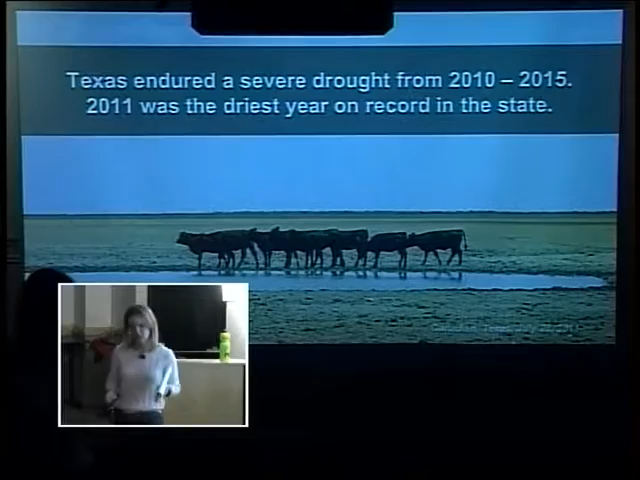 Texas endured a severe drought from 2010 – 2015.
2011 was the driest year on record in the state.